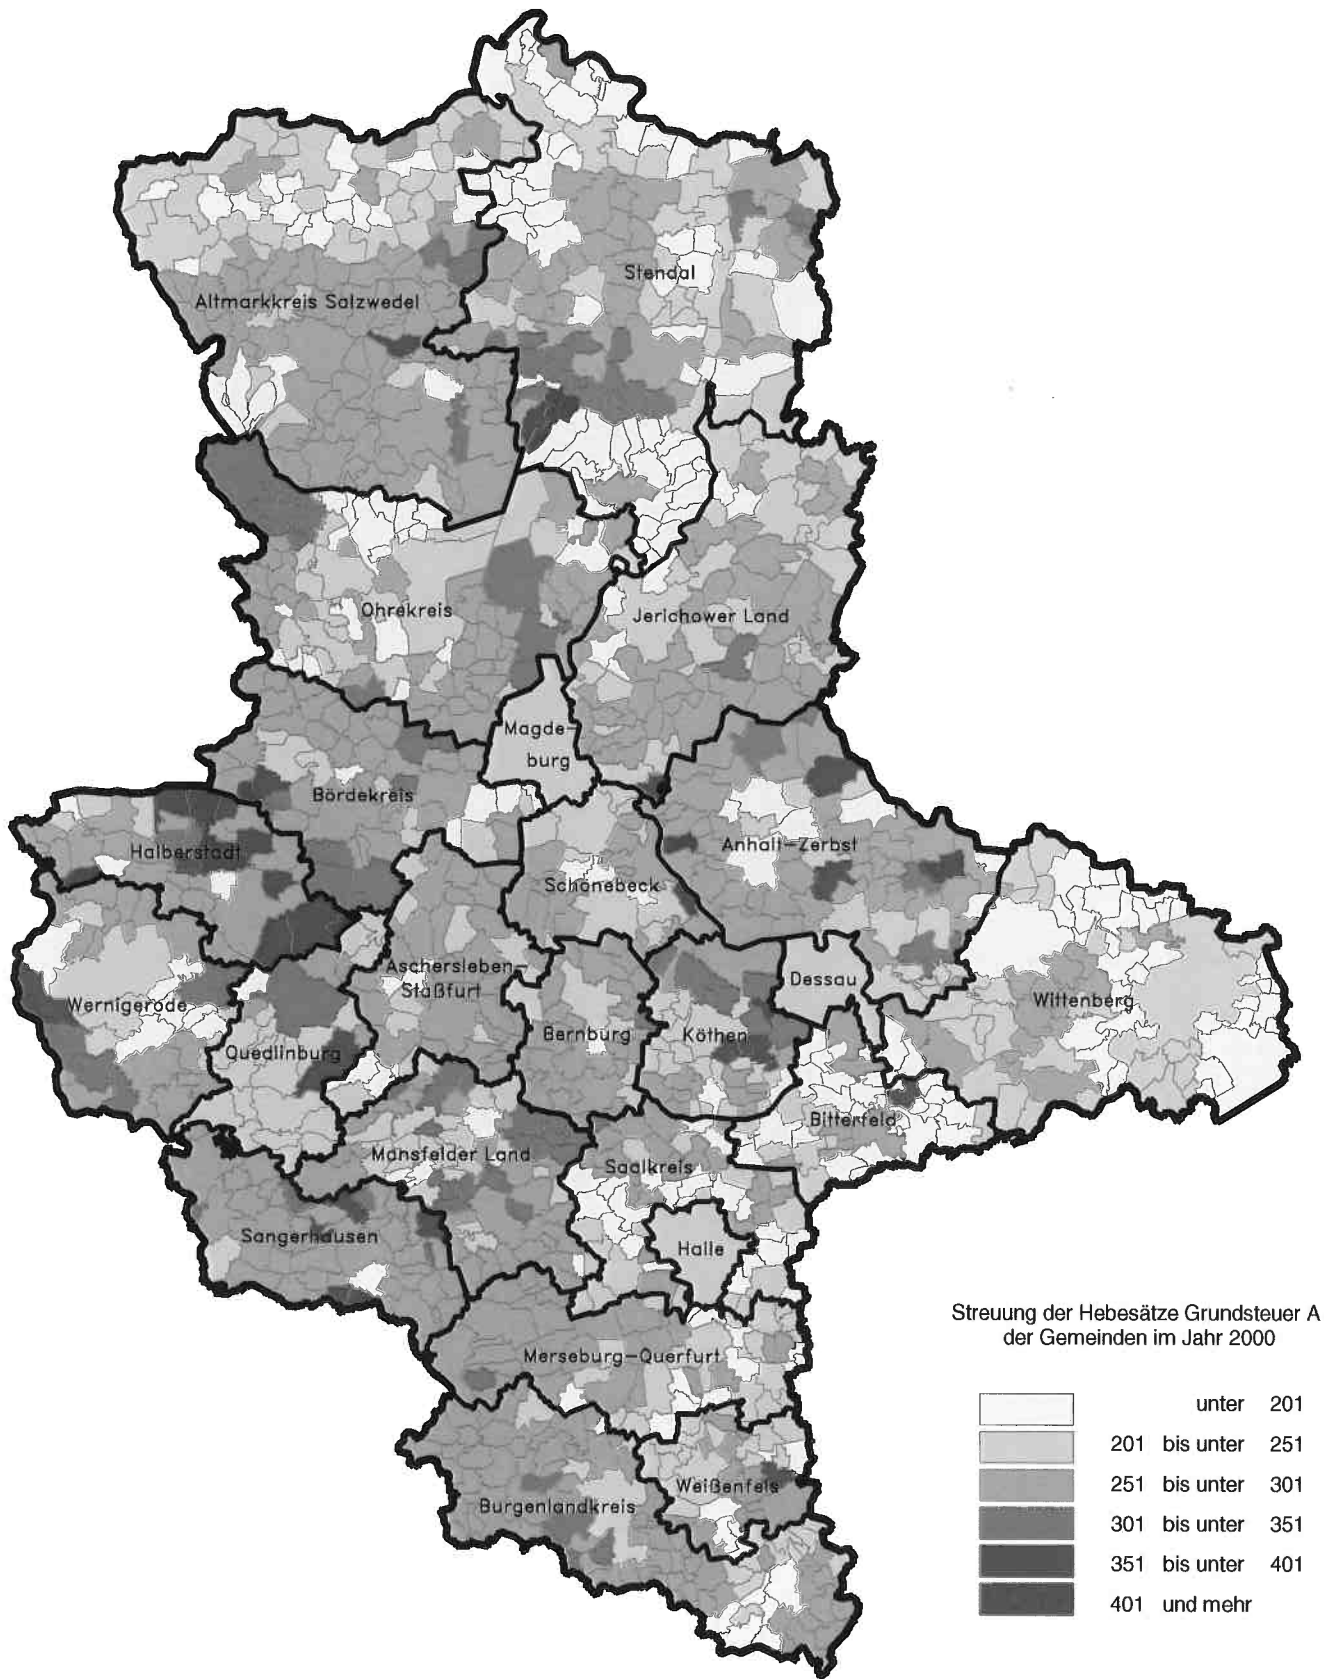 Stendal
Altmarkkreis Salzwedel
Ohrekreis
Jerichower Land
Magde-
burg
Bördekreis
Halberstadt
Anhalt-Zerbst
Schönebeck
Aschersleben-
Staßfurt
Dessau
Wernigerode
Wittenberg
Bernburg
Köthen
Quedlinburg
Bitterfeld
Mansfelder Land
Saalkreis
Sangerhausen
Halle
Streuung der Hebesätze Grundsteuer A
der Gemeinden im Jahr 2000
Merseburg-Querfurt
unter 201
201 bis unter 251
251 bis unter 301
Weißenfels
Burgenlandkreis
301 bis unter 351
351 bis unter 401
401 und mehr